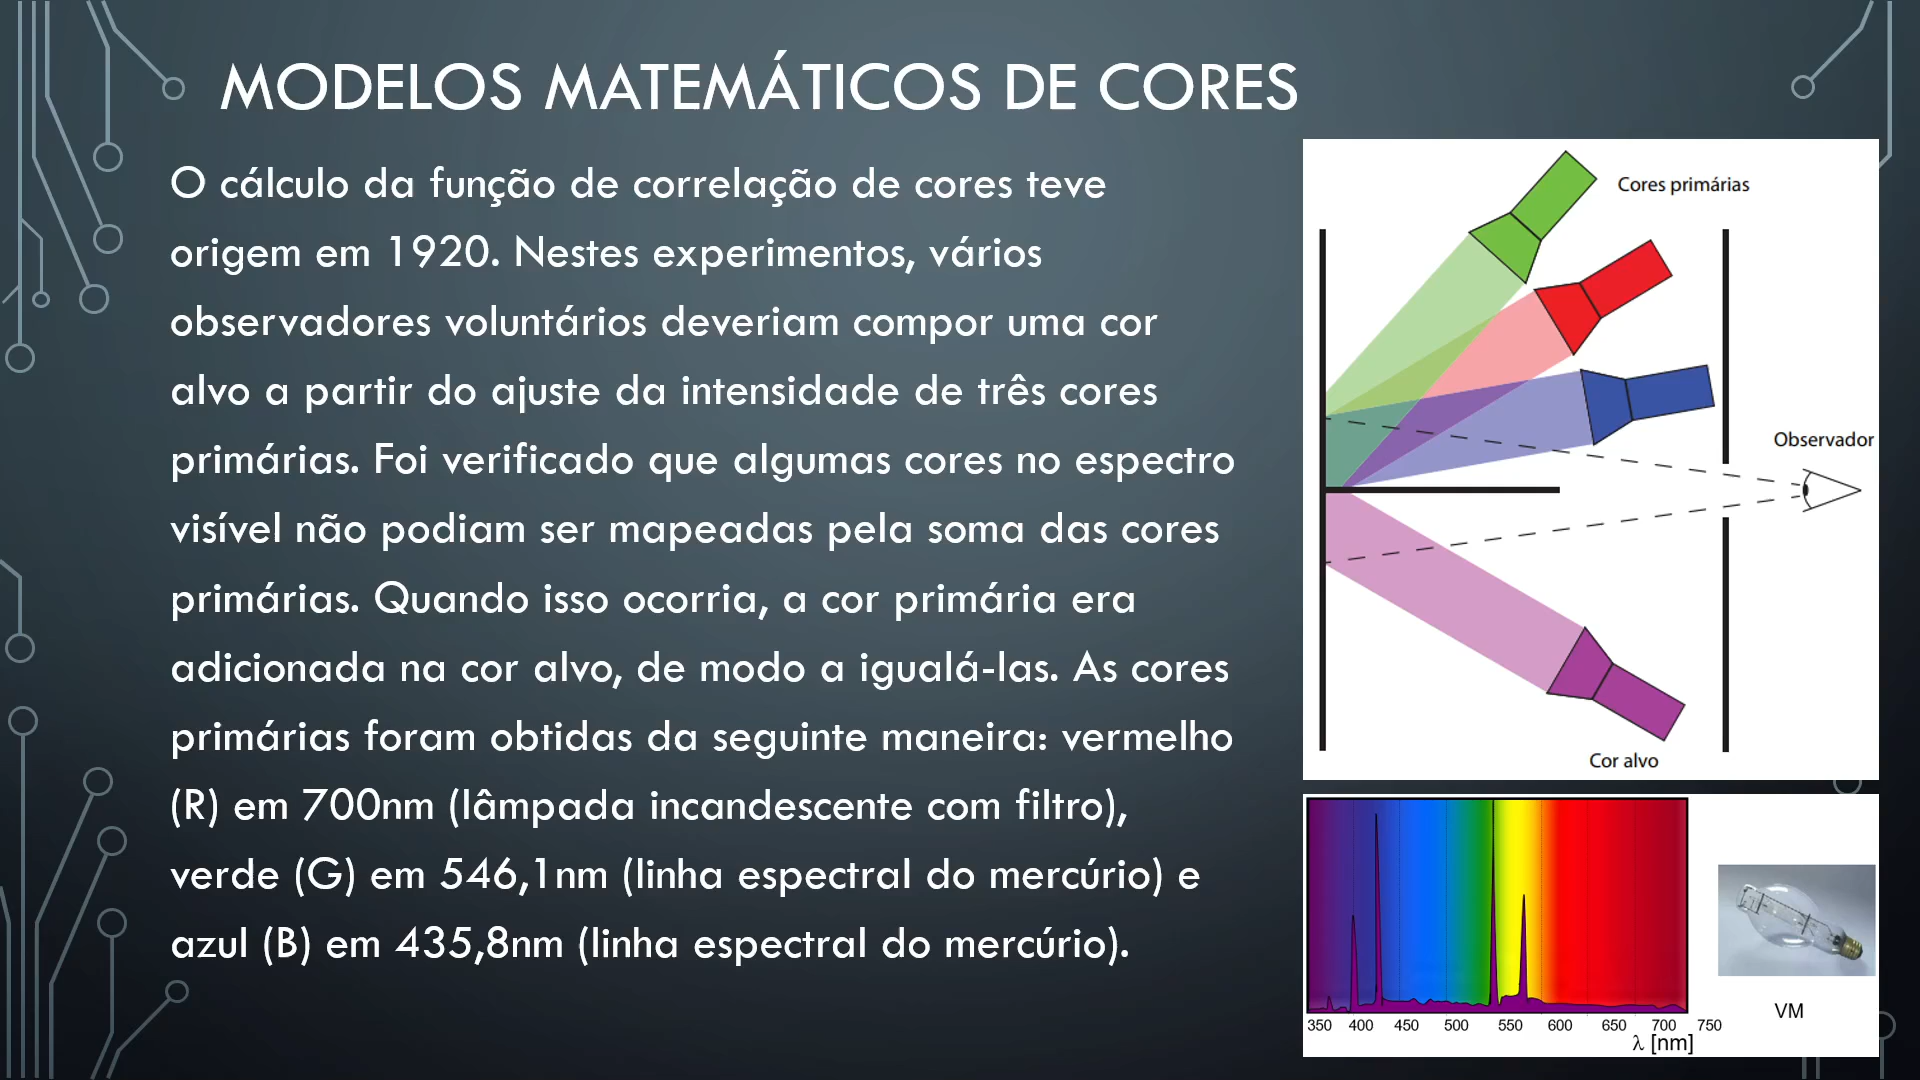 MODELOS MATEMÁTICOS DE CORES
O cálculo da função de correlação de cores teve
origem em 1920. Nestes experimentos, vários
observadores voluntários deveriam compor uma cor
alvo a partir do ajuste da intensidade de três cores
primárias. Foi verificado que algumas cores no espectro
visível não podiam ser mapeadas pela soma das cores
primárias. Quando isso ocorria, a cor primária era
adicionada na cor alvo, de modo a igualá-las. As cores
primárias foram obtidas da seguinte maneira: vermelho
(R) em 700nm (lâmpada incandescente com filtro),
verde (G) em 546,1nm (linha espectral do mercúrio) e
azul (B) em 435,8nm (linha espectral do mercúrio).
Cores primárias
Observador
Cor alvo
350 400 450 500 550 600 650 700 750
λ [nm]
VM